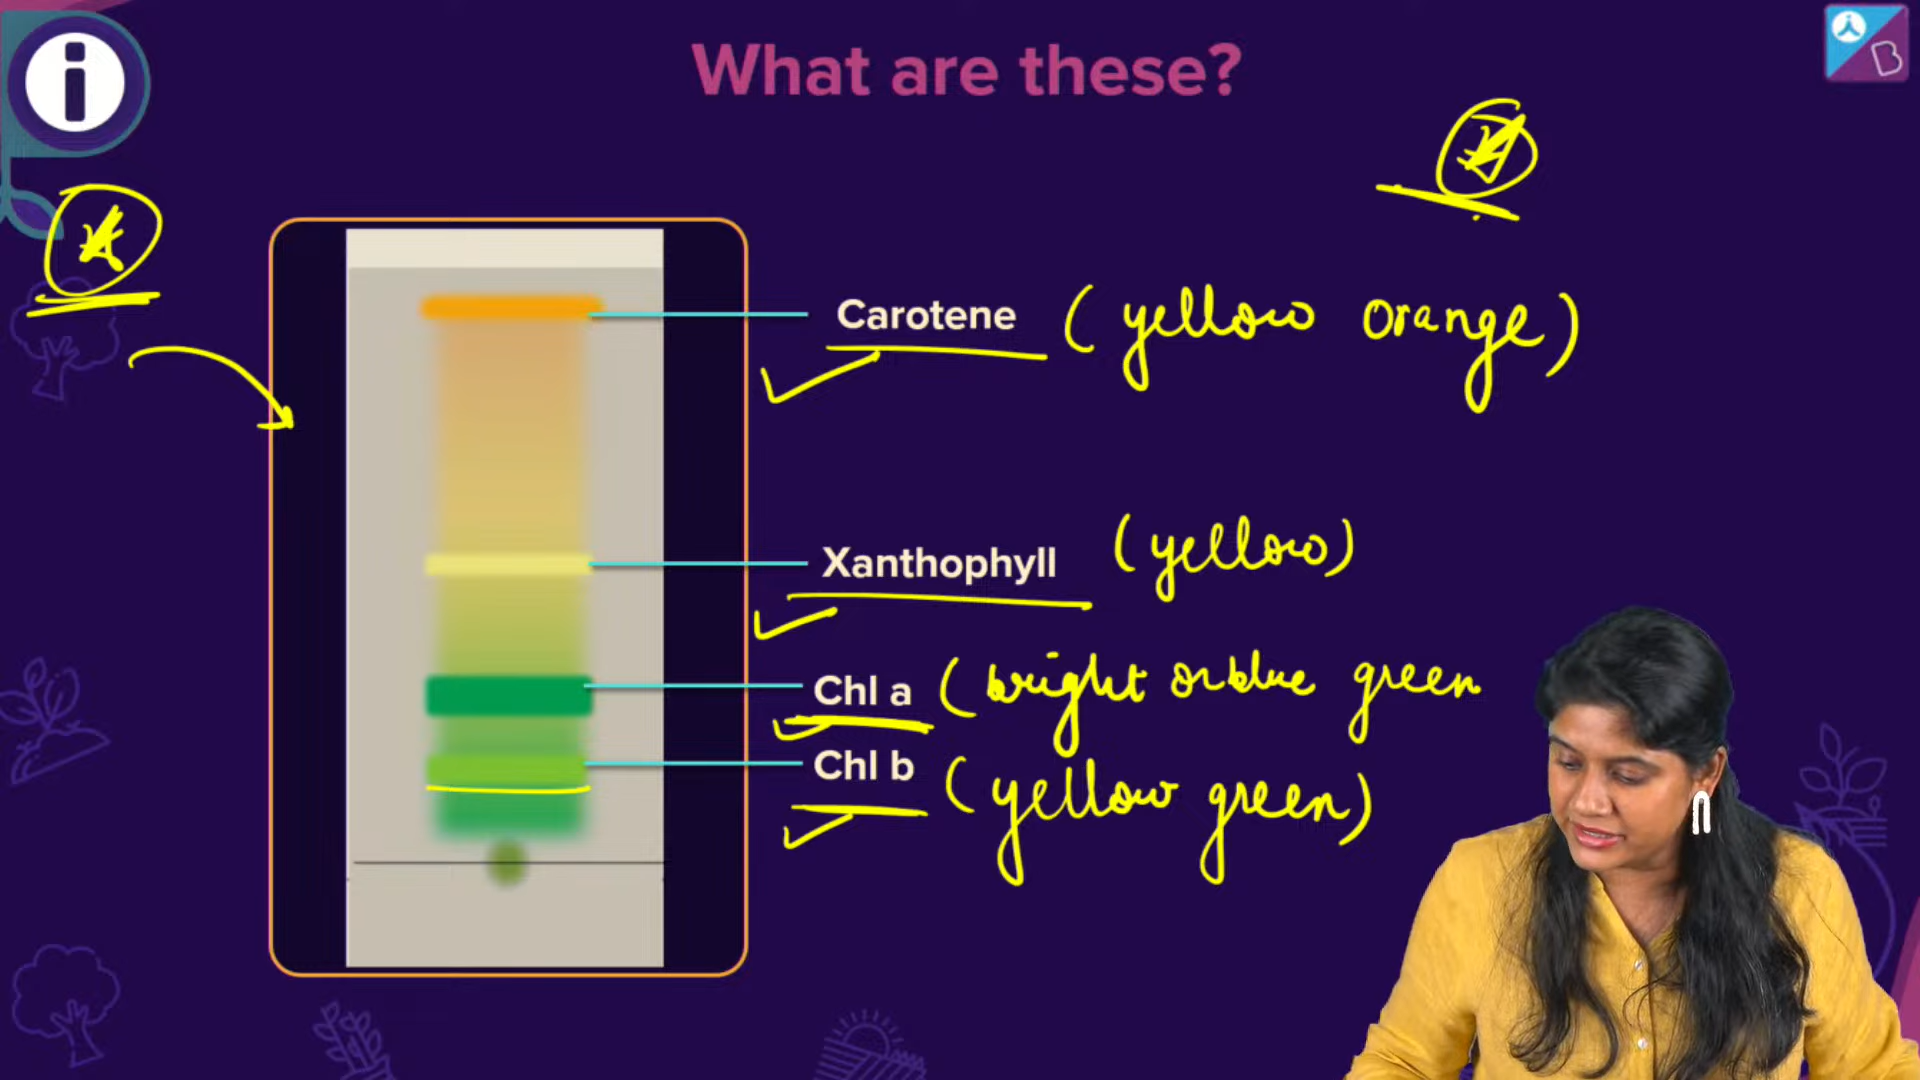 What are these?
Carotene (yellow orange)
Xanthophyll (yellow)
Chl a (bright or blue green
Chl b (yellow green)